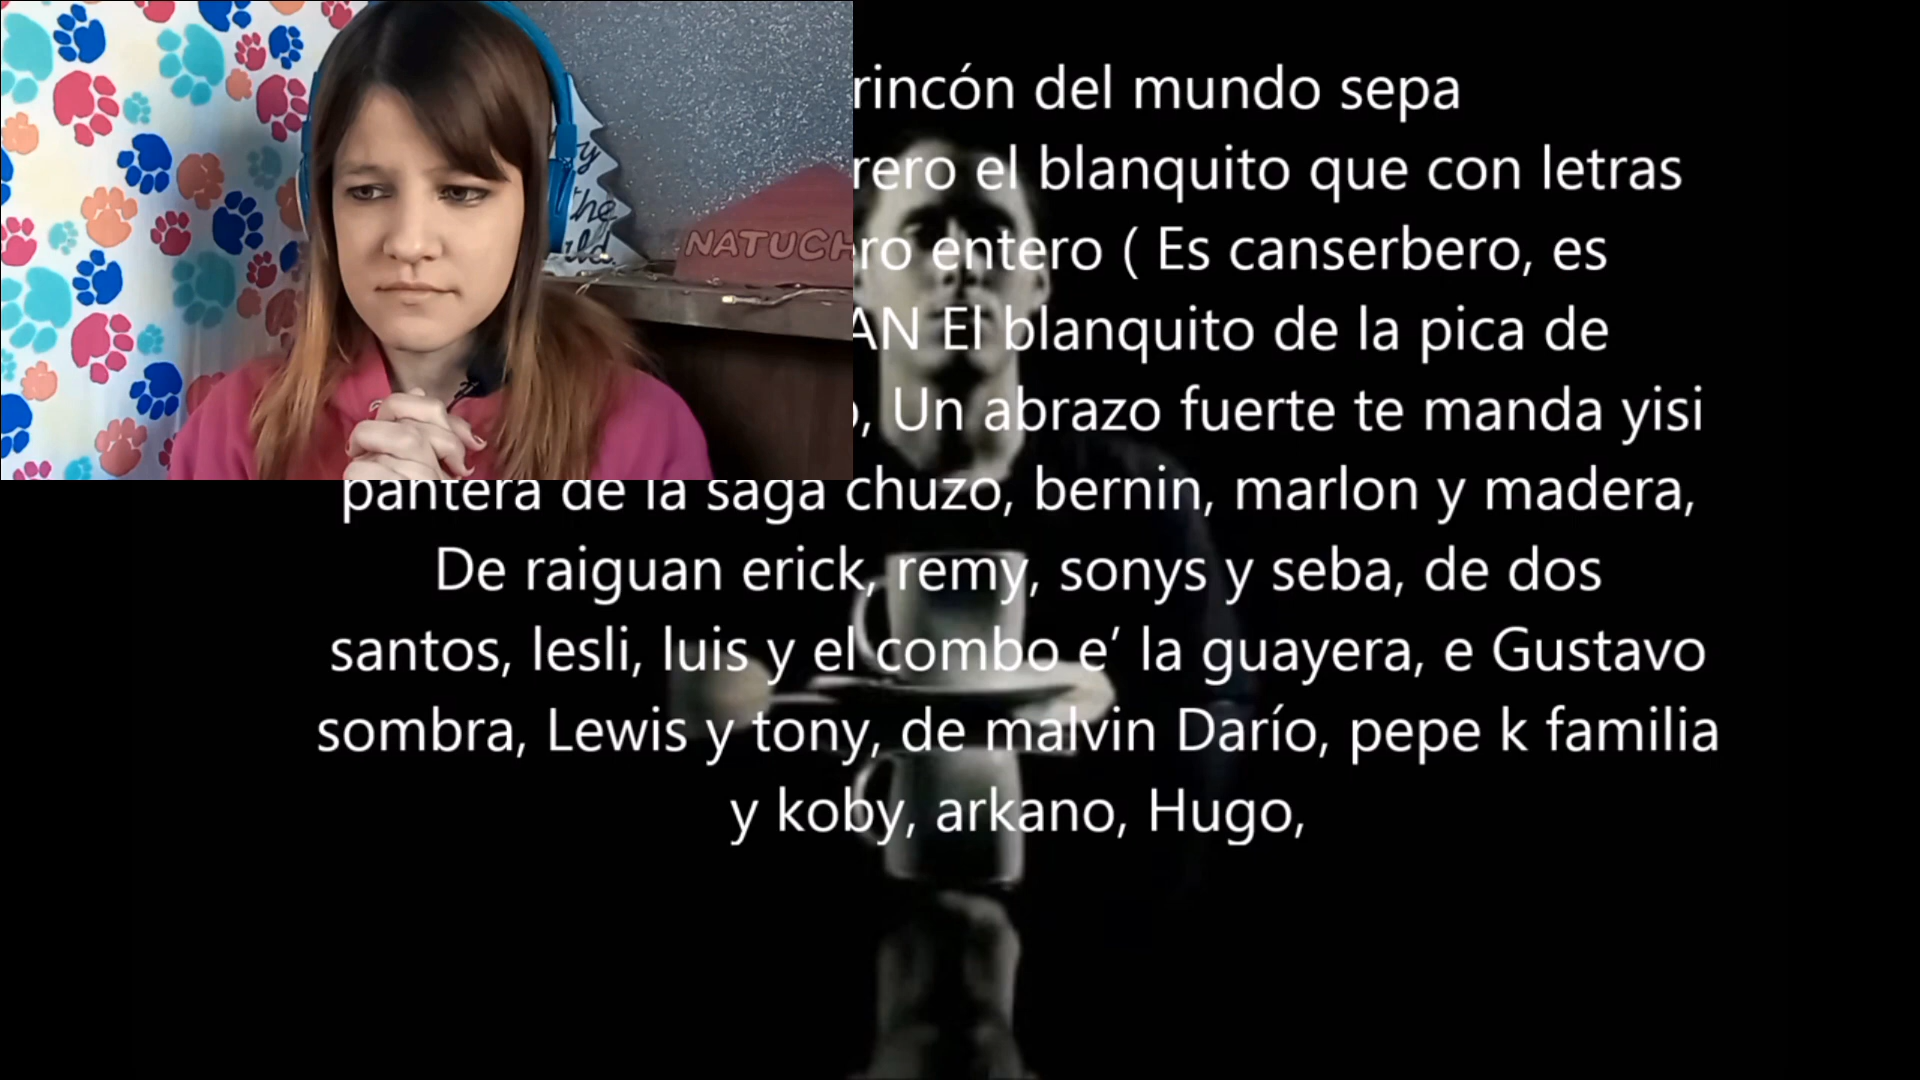 the
NATUCH
rincón del mundo sepa
rero el blanquito que con letras
ro entero ( Es canserbero, es
AN El blanquito de la pica de
, Un abrazo fuerte te manda yisi
pantera de la saga chuzo, bernin, marlon y madera,
De raiguan erick, remy, sonys y seba, de dos
santos, lesli, luis y el combo e’ la guayera, e Gustavo
sombra, Lewis y tony, de malvin Darío, pepe k familia
y koby, arkano, Hugo,